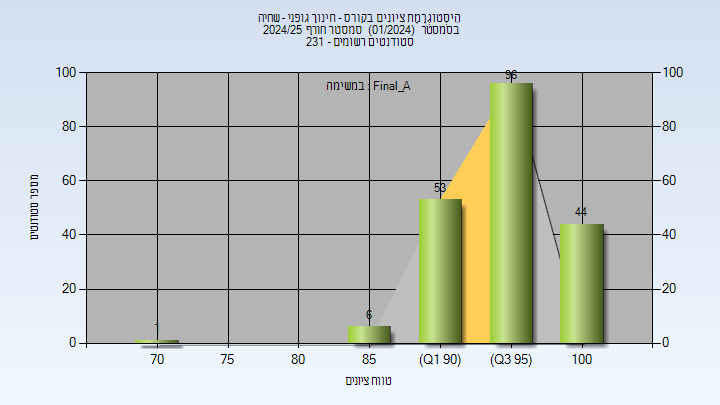 היסטוגרמת ציונים בקורס - חינוך גופני - שחיה
בסמסטר (01/2024) סמסטר חורף 2024/25
סטודנטים רשומים - 231
במשימה : Final_A
מספר סטודנטים
100 100
80 80
60 60
40 40
20 20
0 0
1 6 53 96 44
70 75 80 85 (Q1 90) (Q3 95) 100
טווח ציונים